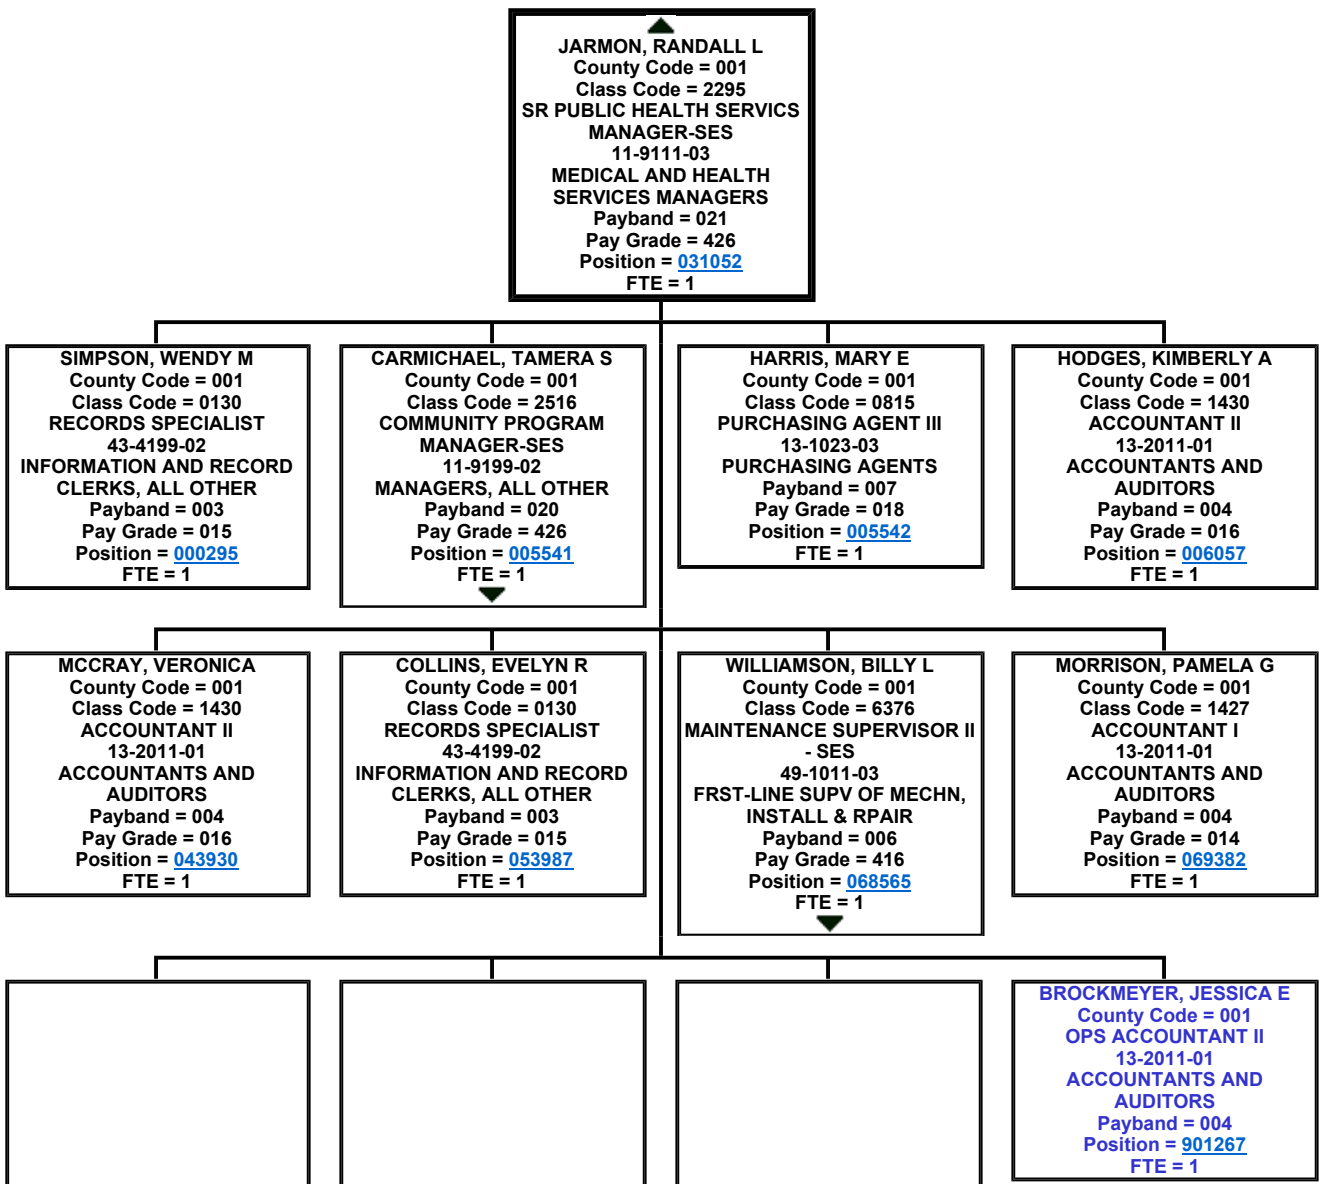 JARMON, RANDALL L
County Code = 001
Class Code = 2295
SR PUBLIC HEALTH SERVICS
MANAGER-SES
11-9111-03
MEDICAL AND HEALTH
SERVICES MANAGERS
Payband = 021
Pay Grade = 426
Position = 031052
FTE = 1
SIMPSON, WENDY M
County Code = 001
Class Code = 0130
RECORDS SPECIALIST
43-4199-02
INFORMATION AND RECORD
CLERKS, ALL OTHER
Payband = 003
Pay Grade = 015
Position = 000295
FTE = 1
CARMICHAEL, TAMERA S
County Code = 001
Class Code = 2516
COMMUNITY PROGRAM
MANAGER-SES
11-9199-02
MANAGERS, ALL OTHER
Payband = 020
Pay Grade = 426
Position = 005541
FTE = 1
HARRIS, MARY E
County Code = 001
Class Code = 0815
PURCHASING AGENT III
13-1023-03
PURCHASING AGENTS
Payband = 007
Pay Grade = 018
Position = 005542
FTE = 1
HODGES, KIMBERLY A
County Code = 001
Class Code = 1430
ACCOUNTANT II
13-2011-01
ACCOUNTANTS AND
AUDITORS
Payband = 004
Pay Grade = 016
Position = 006057
FTE = 1
MCCRAY, VERONICA
County Code = 001
Class Code = 1430
ACCOUNTANT II
13-2011-01
ACCOUNTANTS AND
AUDITORS
Payband = 004
Pay Grade = 016
Position = 043930
FTE = 1
COLLINS, EVELYN R
County Code = 001
Class Code = 0130
RECORDS SPECIALIST
43-4199-02
INFORMATION AND RECORD
CLERKS, ALL OTHER
Payband = 003
Pay Grade = 015
Position = 053987
FTE = 1
WILLIAMSON, BILLY L
County Code = 001
Class Code = 6376
MAINTENANCE SUPERVISOR II
- SES
49-1011-03
FRST-LINE SUPV OF MECHN,
INSTALL & RPAIR
Payband = 006
Pay Grade = 416
Position = 068565
FTE = 1
MORRISON, PAMELA G
County Code = 001
Class Code = 1427
ACCOUNTANT I
13-2011-01
ACCOUNTANTS AND
AUDITORS
Payband = 004
Pay Grade = 014
Position = 069382
FTE = 1
BROCKMEYER, JESSICA E
County Code = 001
OPS ACCOUNTANT II
13-2011-01
ACCOUNTANTS AND
AUDITORS
Payband = 004
Position = 901267
FTE = 1